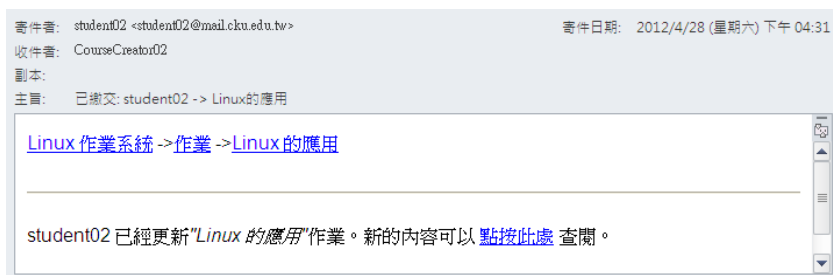 寄件者: student02 <student02@mail.cku.edu.tw> 寄件日期: 2012/4/28 (星期六) 下午 04:31
收件者: CourseCreator02
副本:
主旨: 已繳交: student02 -> Linux的應用
Linux 作業系統 ->作業 ->Linux 的應用
student02 已經更新"Linux 的應用"作業。新的內容可以 點按此處 查閱。